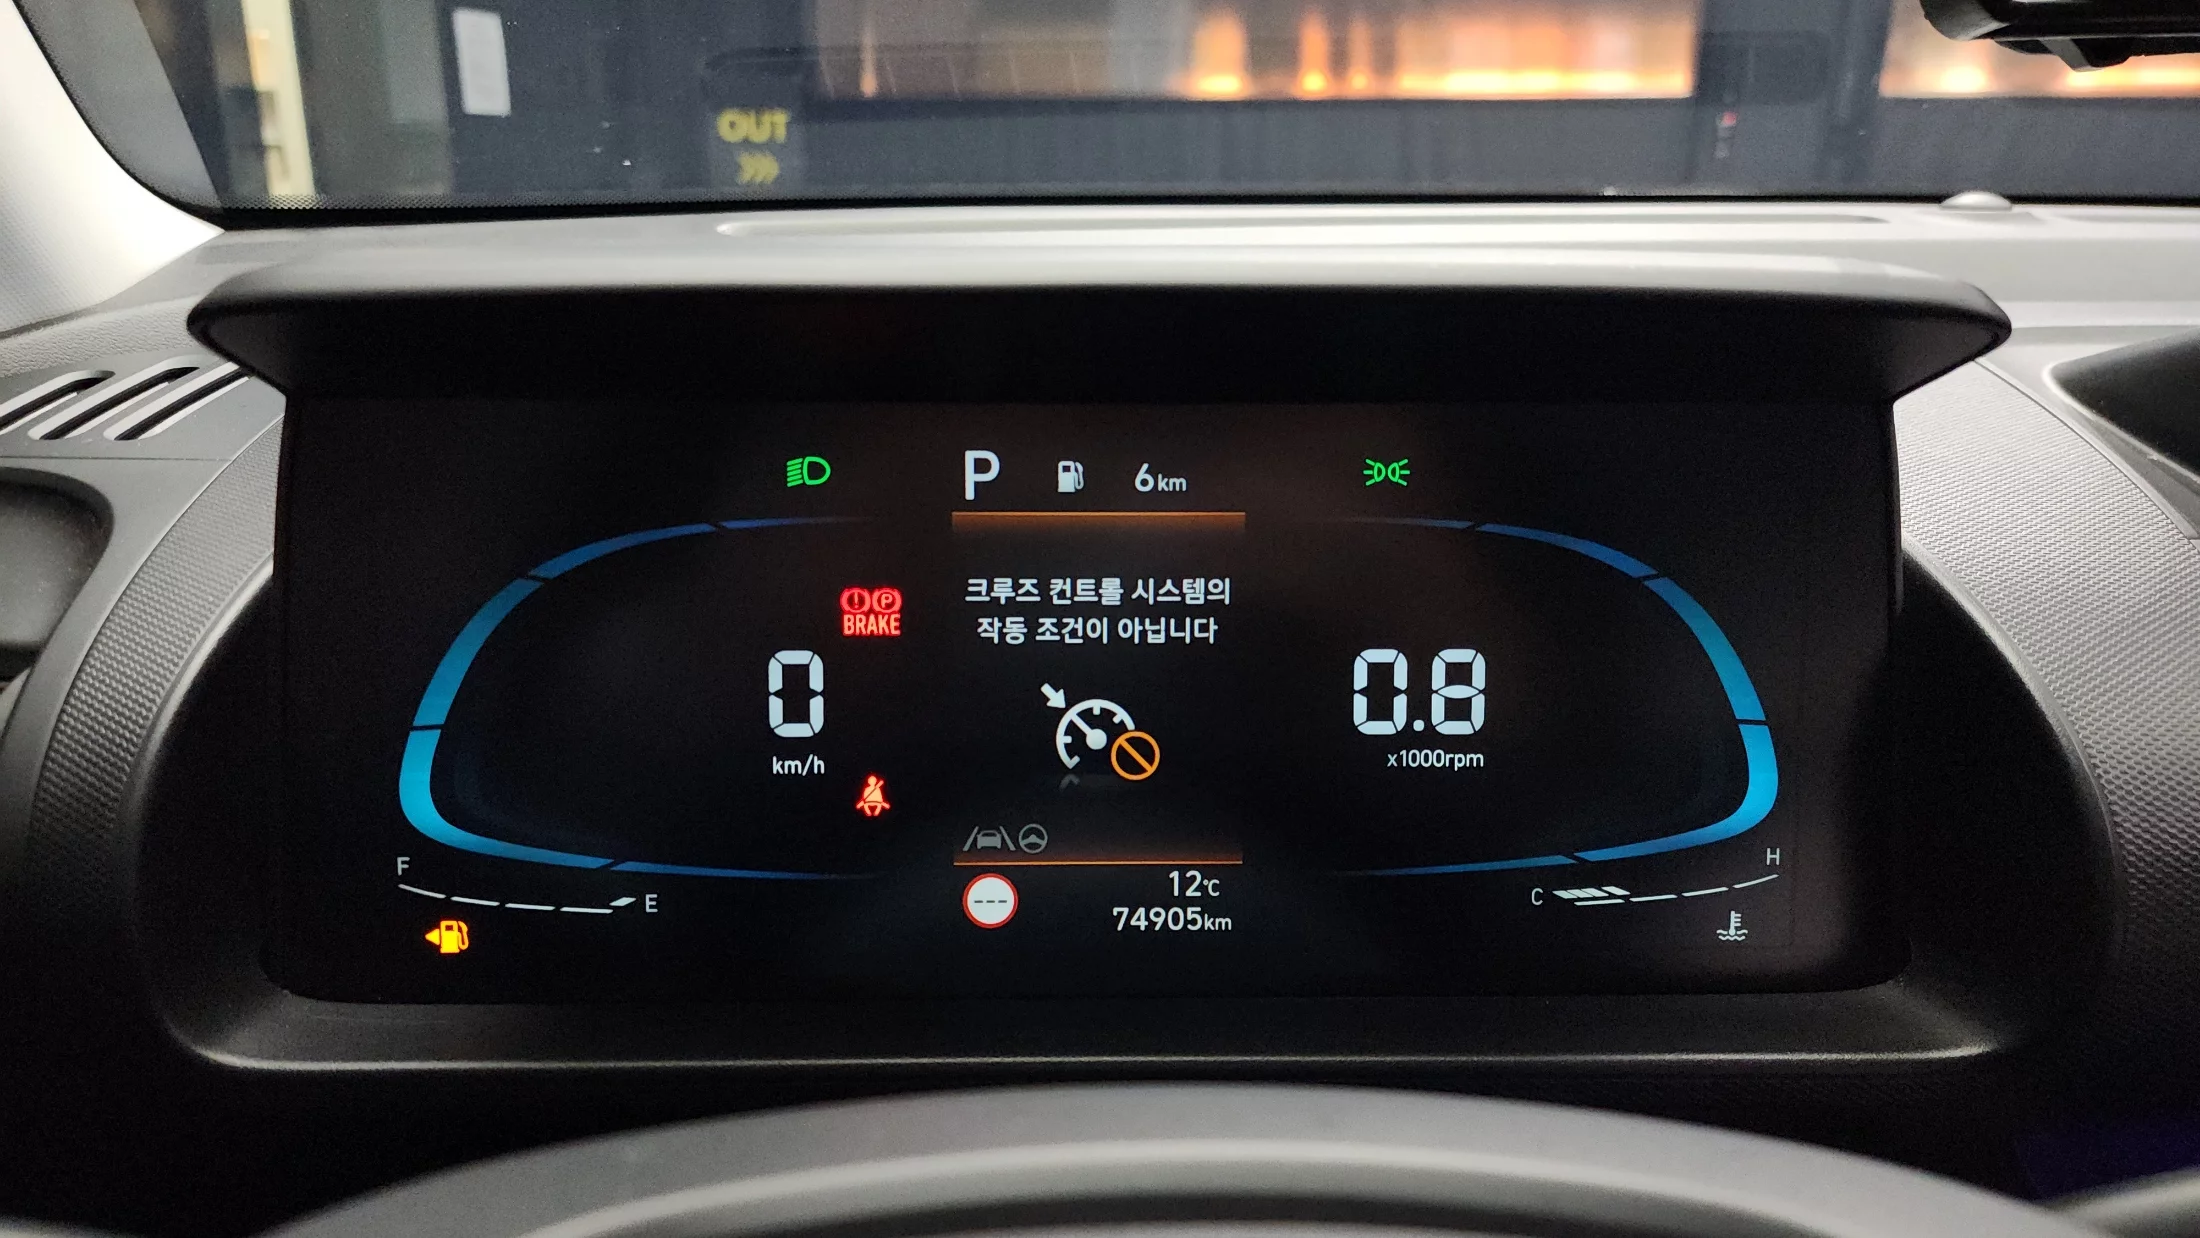 OUT
P 6km
크루즈 컨트롤 시스템의
작동 조건이 아닙니다
P
BRAKE
0
km/h
0.8
x1000rpm
F
E
---
12°C
74905km
C
H